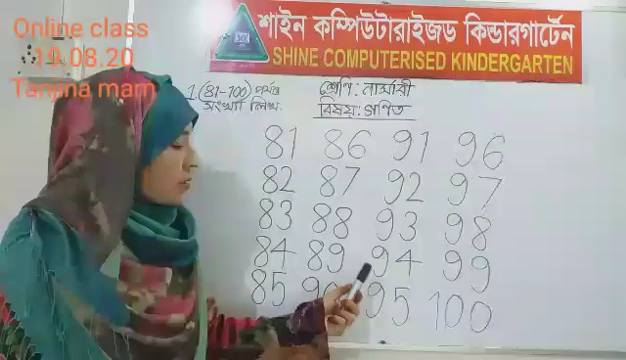 Online class
19.08.20
Tanjina mam
শাইন কম্পিউটারাইজড কিন্ডারগার্টেন
SHINE COMPUTERISED KINDERGARTEN
1. (81-100) পর্যন্ত
সংখ্যা লিখ.
শ্রেণি: নার্সারী
বিষয়: গণিত
81 86 91 96
82 87 92 97
83 88 93 98
84 89 94 99
85 90 95 100